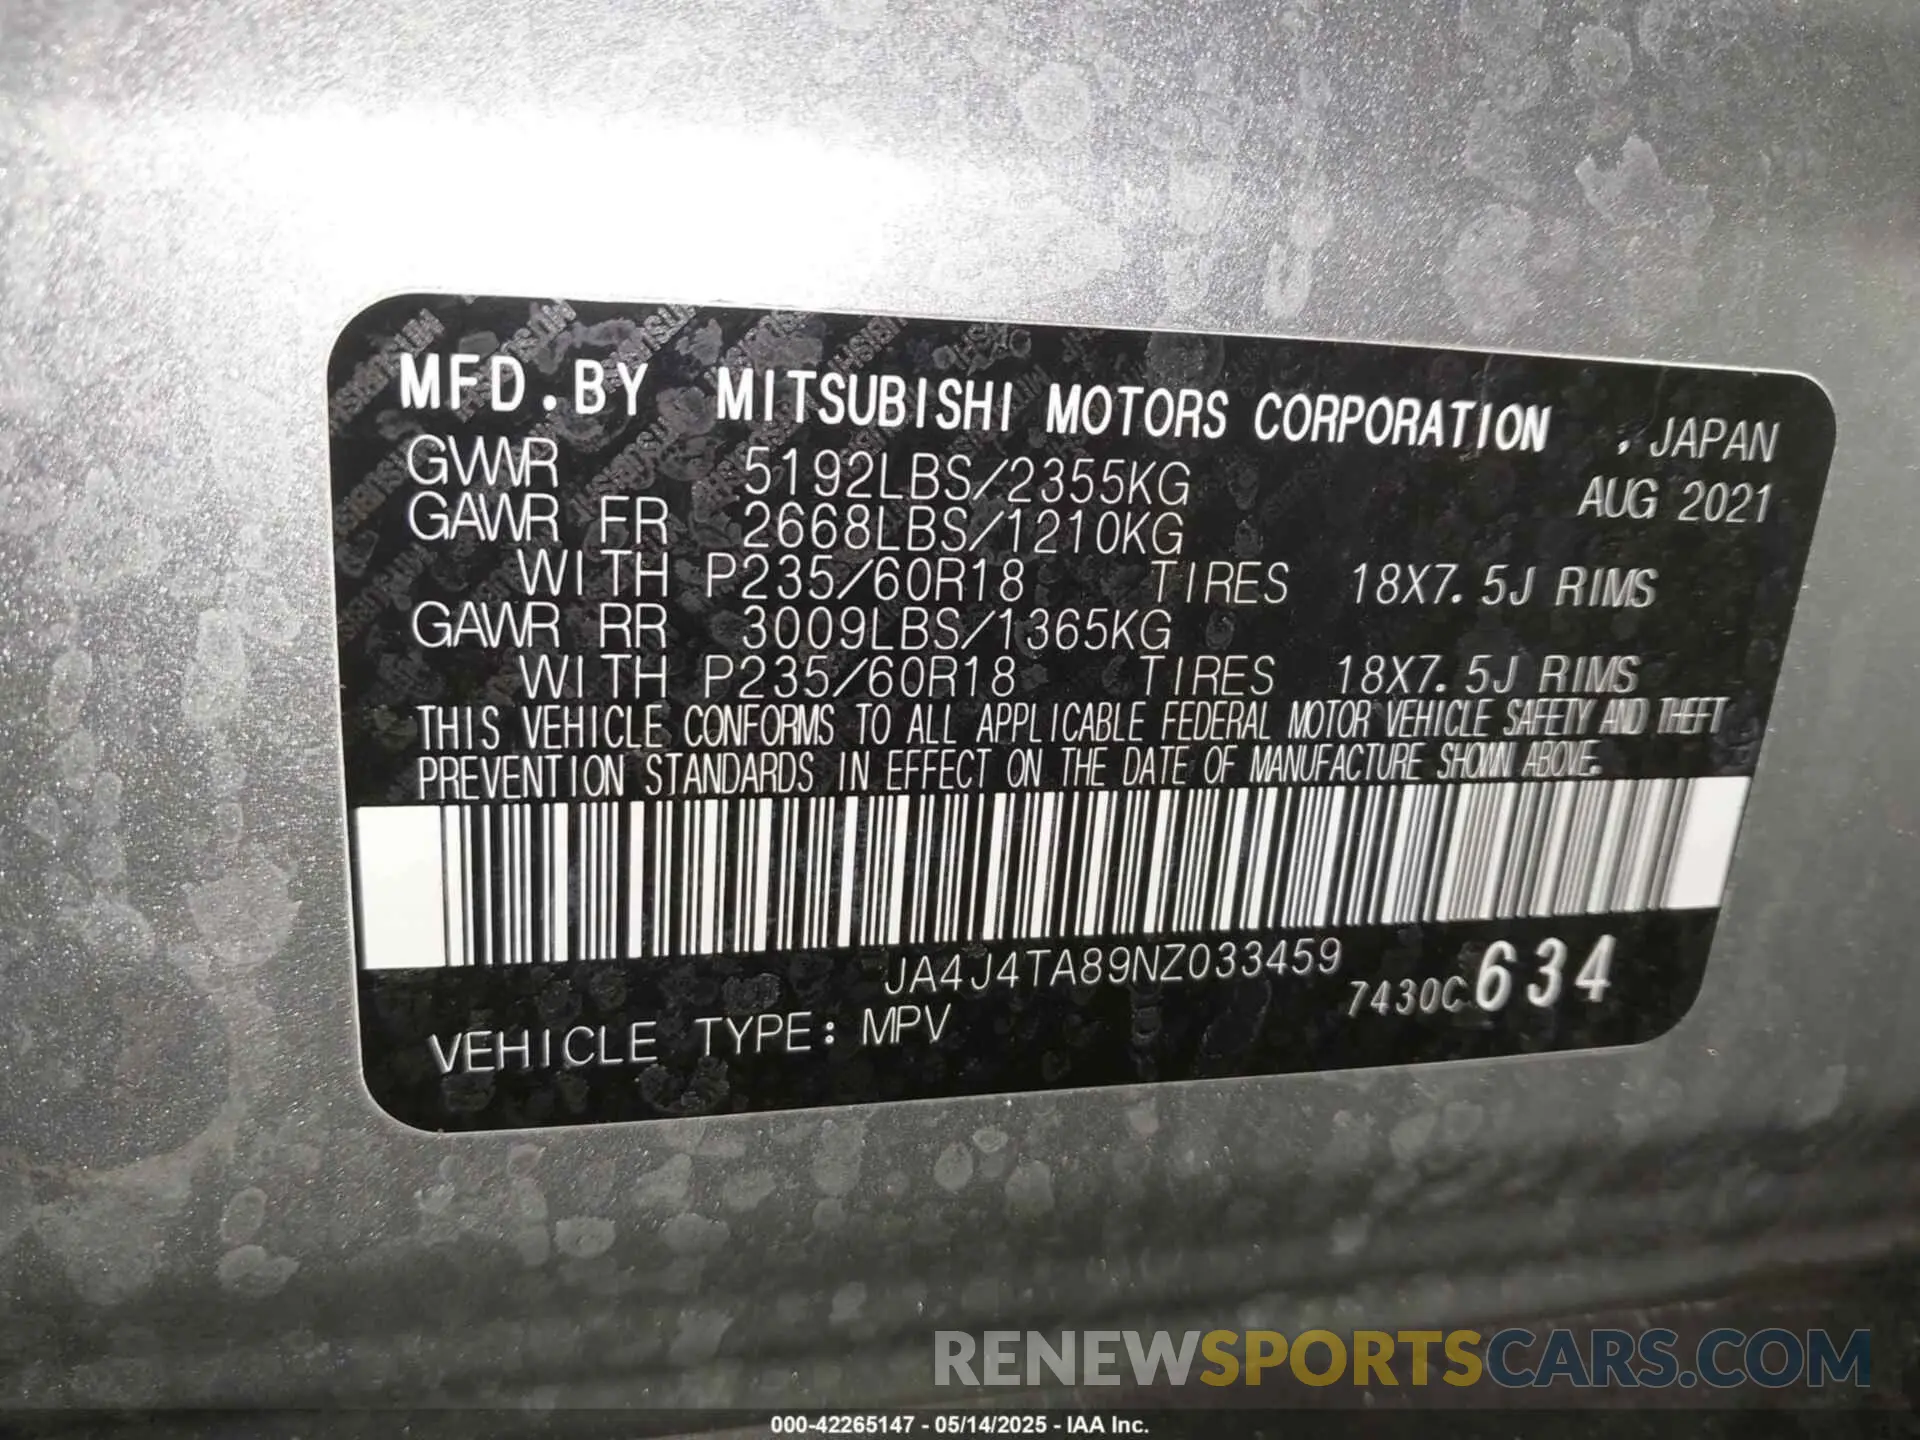 MFD.BY MITSUBISHI MOTORS CORPORATION , JAPAN
GVWR 5192LBS/2355KG AUG 2021
GAWR FR 2668LBS/1210KG
WITH P235/60R18 TIRES 18X7.5J RIMS
GAWR RR 3009LBS/1365KG
WITH P235/60R18 TIRES 18X7.5J RIMS
THIS VEHICLE CONFORMS TO ALL APPLICABLE FEDERAL MOTOR VEHICLE SAFETY AND THEFT
PREVENTION STANDARDS IN EFFECT ON THE DATE OF MANUFACTURE SHOWN ABOVE.
JA4J4TA89NZ033459
7430C634
VEHICLE TYPE: MPV
RENEWSPORTSCARS.COM
000-42265147 - 05/14/2025 - IAA Inc.